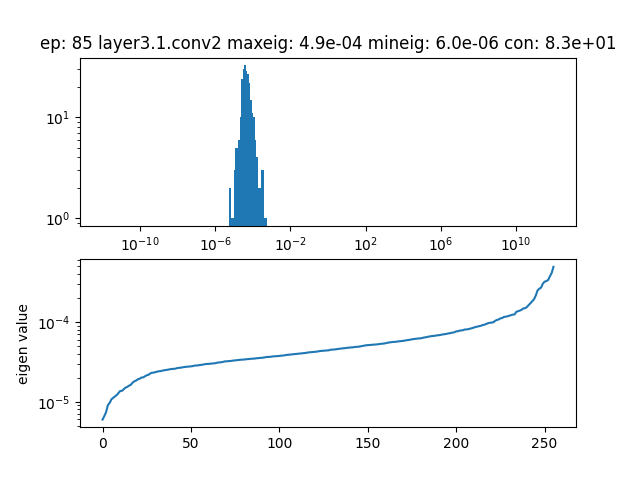 ep: 85 layer3.1.conv2 maxeig: 4.9e-04 mineig: 6.0e-06 con: 8.3e+01
10¹
10⁰
10⁻¹⁰ 10⁻⁶ 10⁻² 10² 10⁶ 10¹⁰
eigen value
10⁻⁴
10⁻⁵
0 50 100 150 200 250